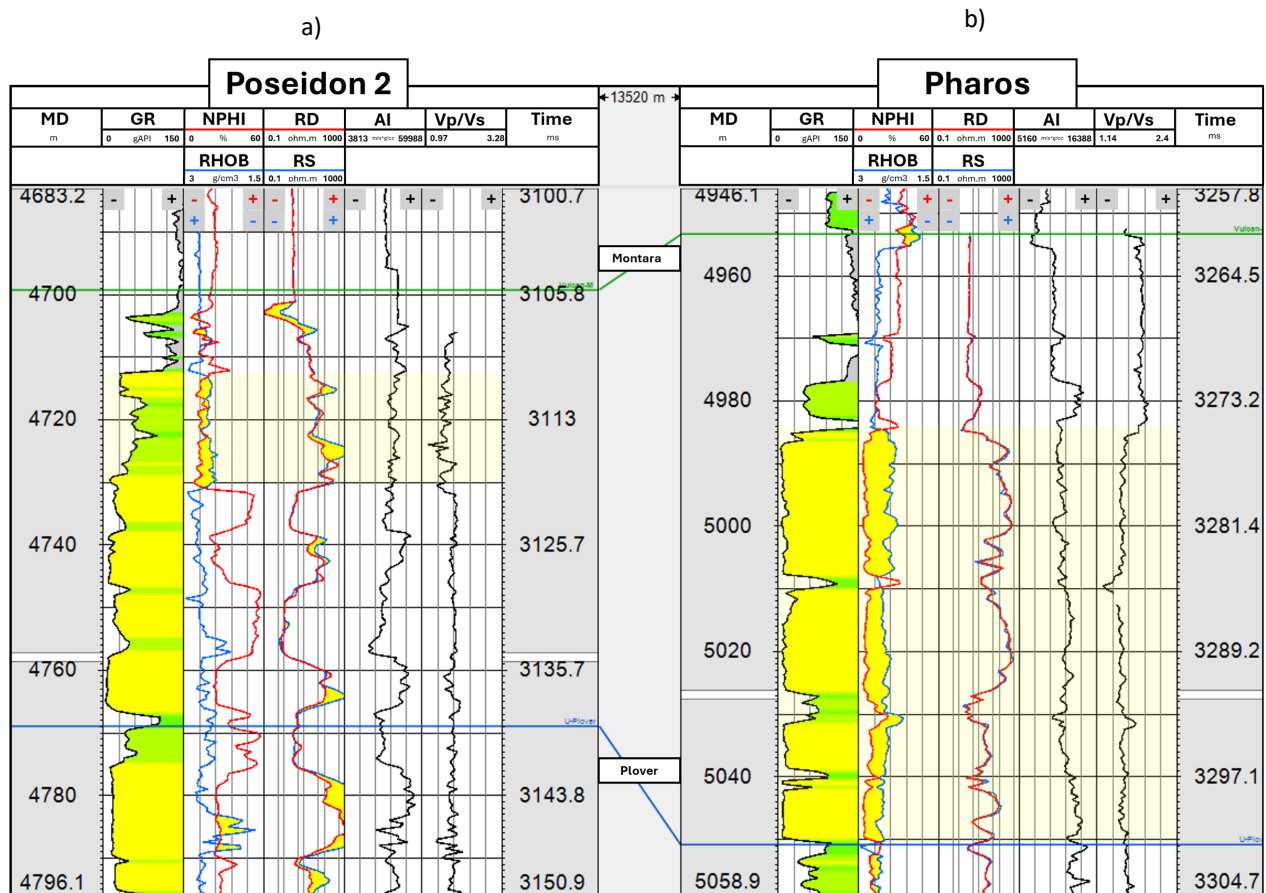 a)
b)
Poseidon 2
Pharos
13520 m
MD GR NPHI RD AI Vp/Vs Time
m 0 gAPI 150 0 % 60 0.1 ohm.m 1000 3813 m/s*g/cc 59988 0.97 3.28 ms
RHOB RS
3 g/cm3 1.5 0.1 ohm.m 1000
MD GR NPHI RD AI Vp/Vs Time
m 0 gAPI 150 0 % 60 0.1 ohm.m 1000 5160 m/s*g/cc 16388 1.14 2.4 ms
RHOB RS
3 g/cm3 1.5 0.1 ohm.m 1000
4683.2 - + - + - + - + - + 3100.7
+ - - +
4946.1 - + - + - + - + - + 3257.8
+ - - +
Montara
Vulcan-M
4700 3105.8
4720 3113
4740 3125.7
4760 3135.7
U-Plover
4780 3143.8
4796.1 3150.9
Plover
Vulcan-
4960 3264.5
4980 3273.2
5000 3281.4
5020 3289.2
5040 3297.1
U-Plo
5058.9 3304.7